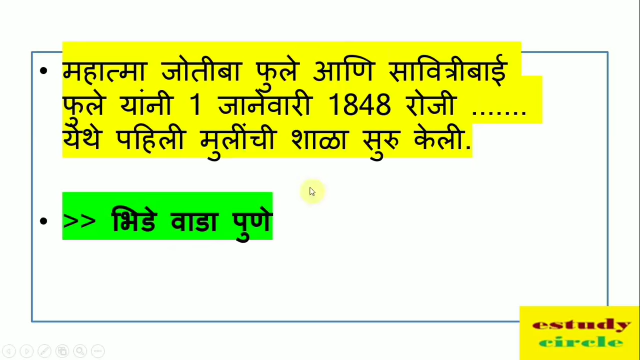 • महात्मा जोतीबा फुले आणि सावित्रीबाई
फुले यांनी 1 जानेवारी 1848 रोजी .......
येथे पहिली मुलींची शाळा सुरु केली.
• >> भिडे वाडा पुणे
estudy
circle